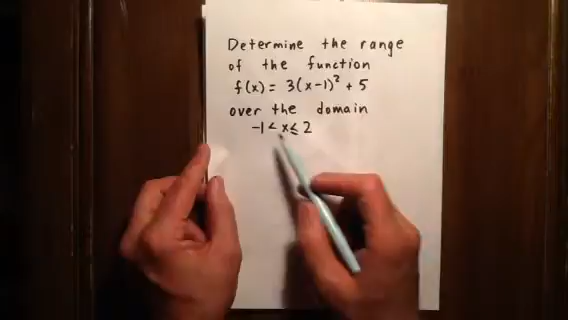 Determine the range
of the function
f(x) = 3(x-1)² + 5
over the domain
-1 < x ≤ 2